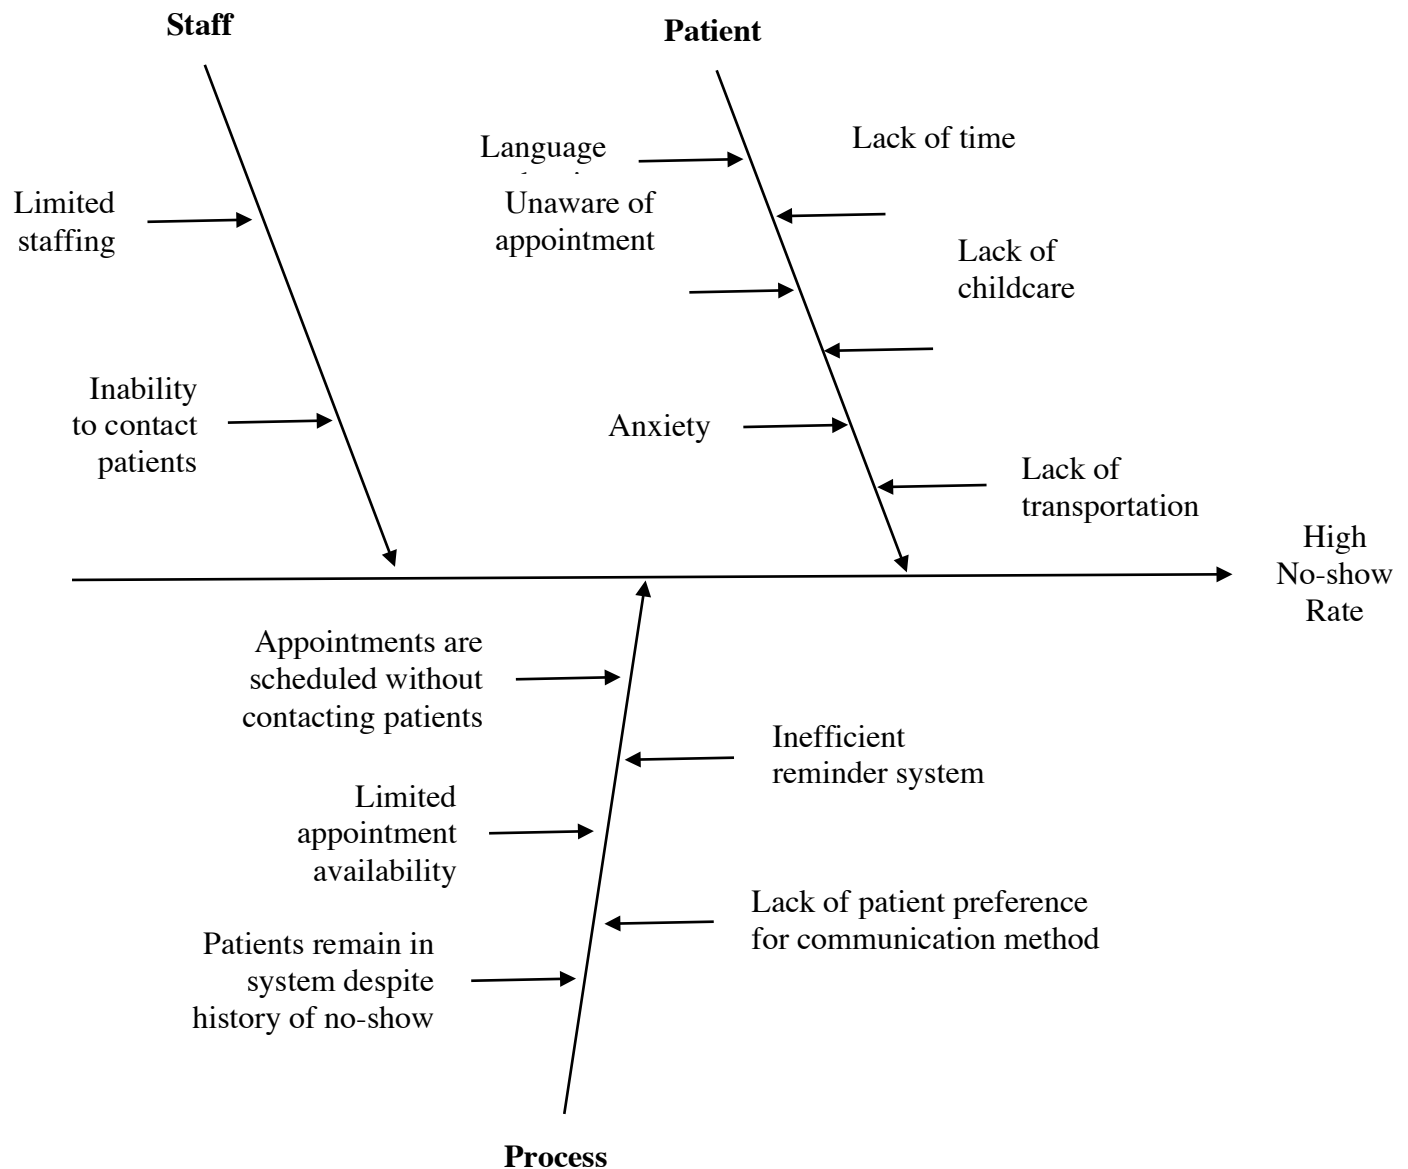 Staff
Patient
Language
Lack of time
Unaware of
appointment
Limited
staffing
Lack of
childcare
Inability
to contact
patients
Anxiety
Lack of
transportation
High
No-show
Rate
Appointments are
scheduled without
contacting patients
Inefficient
reminder system
Limited
appointment
availability
Lack of patient preference
for communication method
Patients remain in
system despite
history of no-show
Process